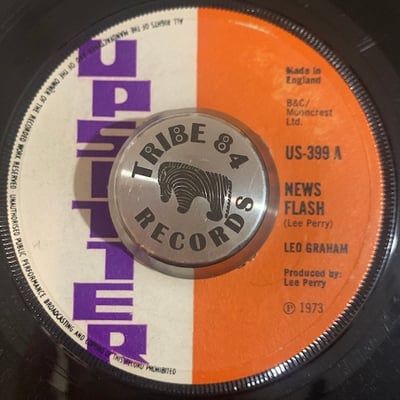 ALL RIGHTS OF THE MANUFACTURER AND OF THE OWNER OF THE RECORDED WORK RESERVED UNAUTHORISED PUBLIC PERFORMANCE BROADCASTING AND COPYING OF THIS RECORD PROHIBITED
UPSETTER
TRIBE 84
RECORDS
Made in
England
B&C/
Mooncrest
Ltd.
US-399 A
NEWS
FLASH
(Lee Perry)
LEO GRAHAM
Produced by:
Lee Perry
℗ 1973